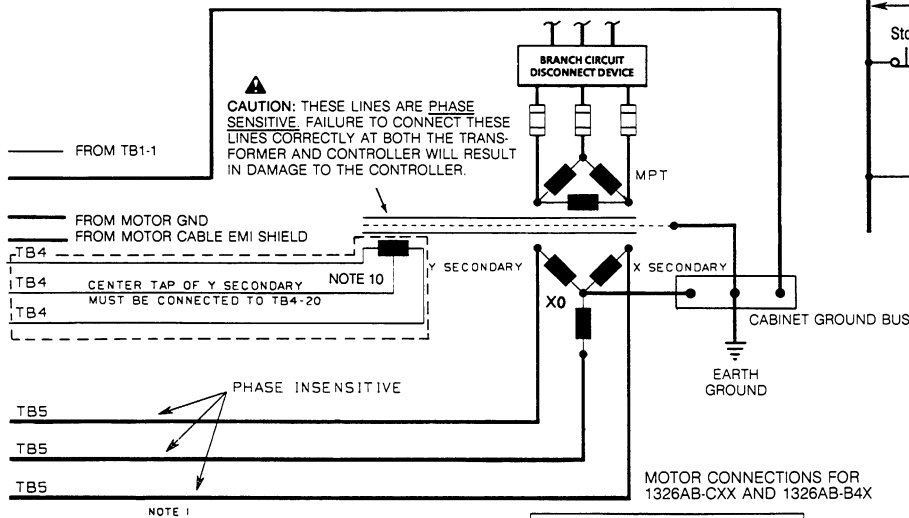 Sto
BRANCH CIRCUIT
DISCONNECT DEVICE
CAUTION: THESE LINES ARE PHASE
SENSITIVE. FAILURE TO CONNECT THESE
LINES CORRECTLY AT BOTH THE TRANS-
FORMER AND CONTROLLER WILL RESULT
IN DAMAGE TO THE CONTROLLER.
FROM TB1-1
MPT
FROM MOTOR GND
FROM MOTOR CABLE EMI SHIELD
TB4
Y SECONDARY
X SECONDARY
TB4
CENTER TAP OF Y SECONDARY
NOTE 10
MUST BE CONNECTED TO TB4-20
X0
TB4
CABINET GROUND BUS
EARTH
GROUND
PHASE INSENSITIVE
TB5
TB5
TB5
MOTOR CONNECTIONS FOR
1326AB-CXX AND 1326AB-B4X
NOTE 1